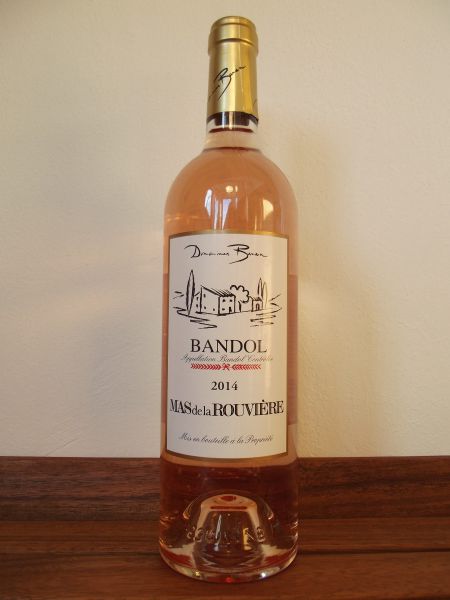 Domaines Bunan
BANDOL
Appellation Bandol Contrôlée
2014
MAS de la ROUVIÈRE
Mis en bouteille à la Propriété